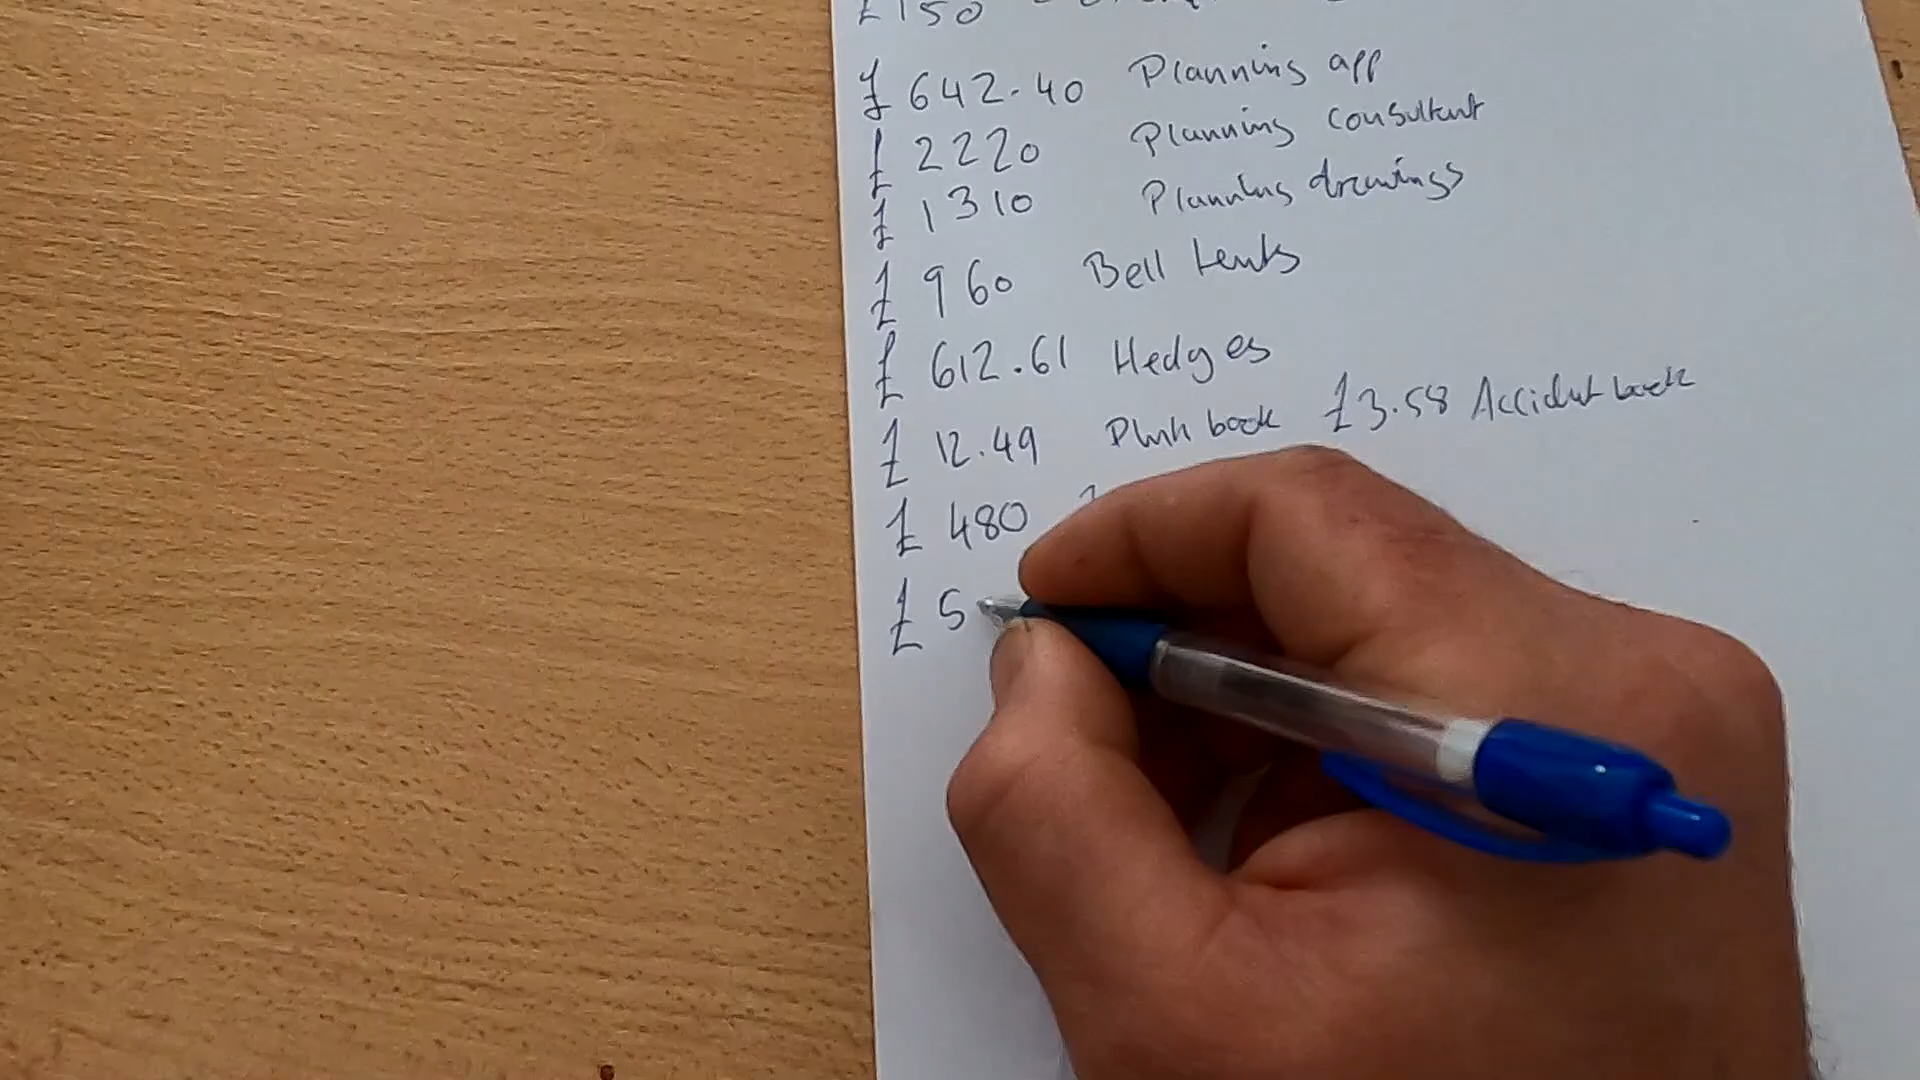 £150
£642.40 Planning app
£2220 Planning consultant
£1310 Planning drawings
£960 Bell tents
£612.61 Hedges
£12.49 book £3.58 Accident book
£480
£5